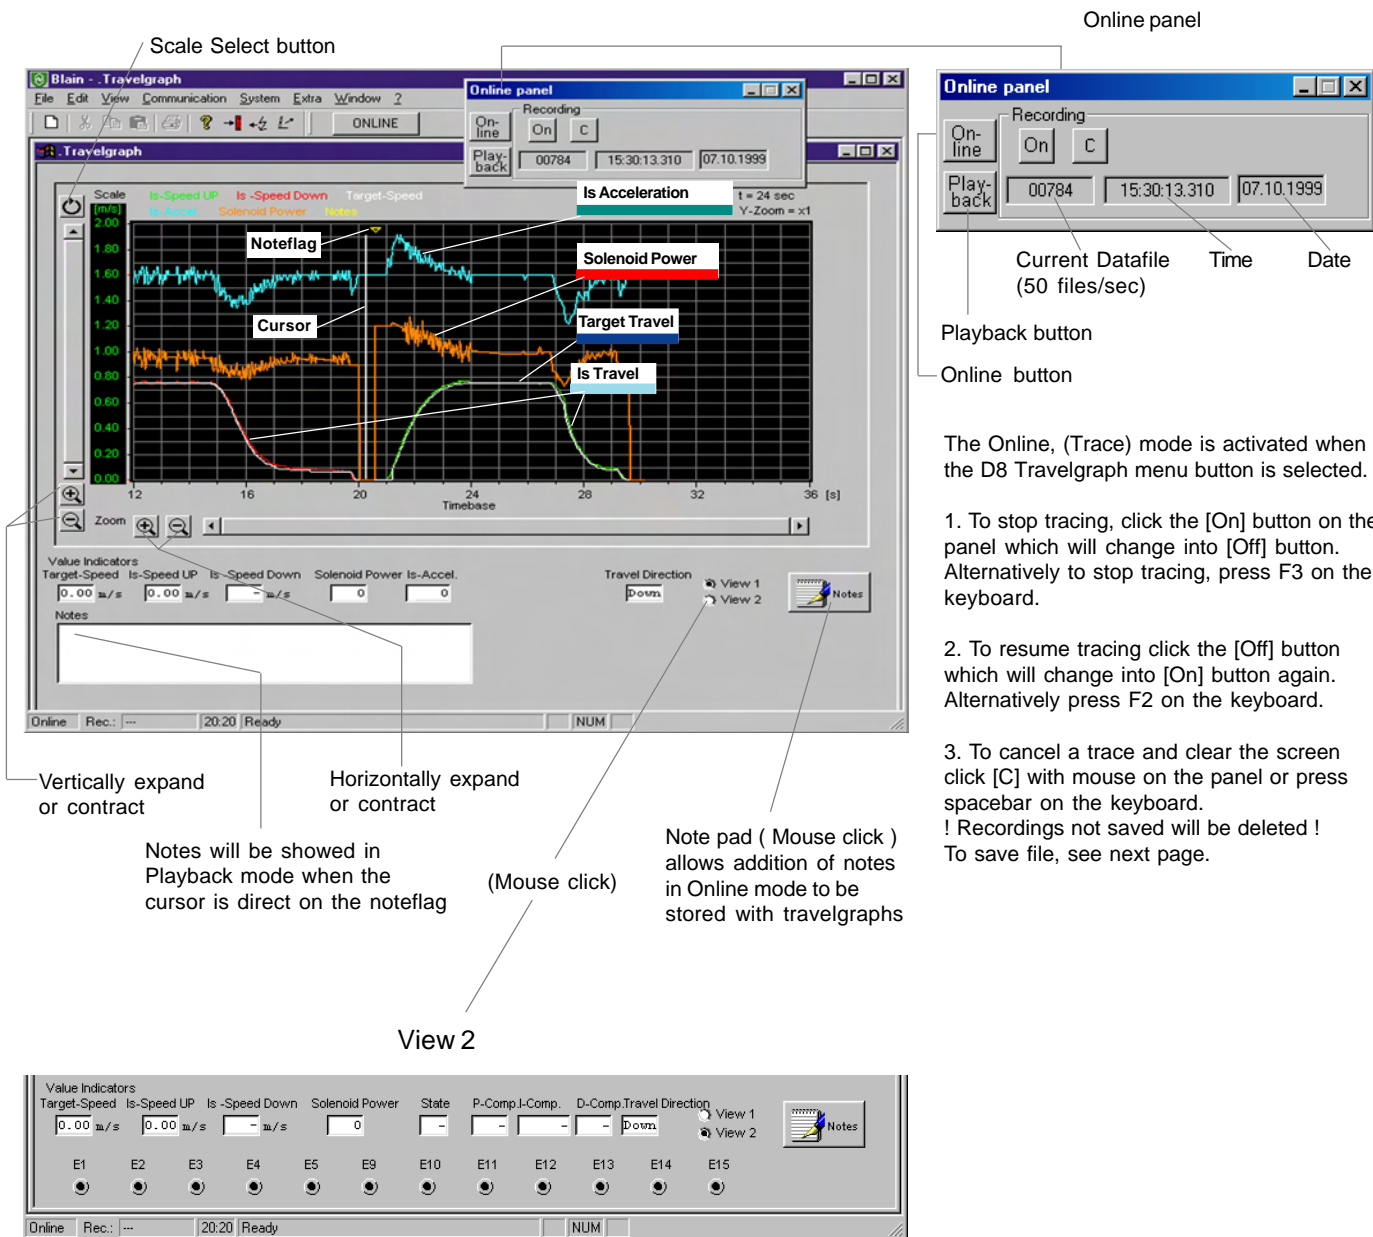 Online panel
Scale Select button
Blain - .Travelgraph
File Edit View Communication System Extra Window ?
ONLINE
Online panel
Recording
On-
line
On C
Play-
back
00784 15:30:13.310 07.10.1999
.Travelgraph
Scale Is-Speed UP Is -Speed Down Target-Speed
[m/s] Is-Accel. Solenoid Power Notes
t = 24 sec
Y-Zoom = x1
2.00
1.80
1.60
1.40
1.20
1.00
0.80
0.60
0.40
0.20
0.00
Is Acceleration
Noteflag
Solenoid Power
Cursor
Target Travel
Is Travel
12 16 20 24 28 32 36 [s]
Timebase
Zoom
Value Indicators
Target-Speed Is-Speed UP Is -Speed Down Solenoid Power Is-Accel. Travel Direction
0.00 m/s 0.00 m/s - m/s 0 0 Down
View 1
View 2
Notes
Notes
Online Rec.: --- 20:20 Ready NUM
Online panel
Recording
On-
line
On C
Play-
back
00784 15:30:13.310 07.10.1999
Current Datafile
(50 files/sec)
Time
Date
Playback button
Online button
The Online, (Trace) mode is activated when
the D8 Travelgraph menu button is selected.
1. To stop tracing, click the [On] button on the
panel which will change into [Off] button.
Alternatively to stop tracing, press F3 on the
keyboard.
2. To resume tracing click the [Off] button
which will change into [On] button again.
Alternatively press F2 on the keyboard.
3. To cancel a trace and clear the screen
click [C] with mouse on the panel or press
spacebar on the keyboard.
! Recordings not saved will be deleted !
To save file, see next page.
Vertically expand
or contract
Horizontally expand
or contract
Notes will be showed in
Playback mode when the
cursor is direct on the noteflag
(Mouse click)
Note pad ( Mouse click )
allows addition of notes
in Online mode to be
stored with travelgraphs
View 2
Value Indicators
Target-Speed Is-Speed UP Is -Speed Down Solenoid Power State P-Comp. I-Comp. D-Comp. Travel Direction
0.00 m/s 0.00 m/s - m/s 0 - - - - Down
View 1
View 2
Notes
E1 E2 E3 E4 E5 E9 E10 E11 E12 E13 E14 E15
Online Rec.: --- 20:20 Ready NUM